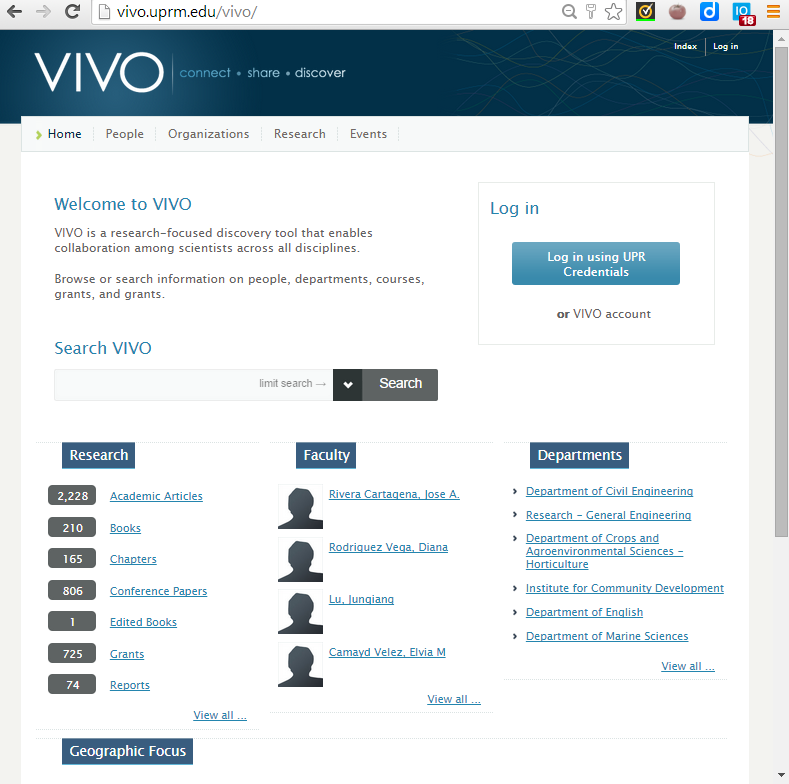 vivo.uprm.edu/vivo/
IO
18
Index
Log in
VIVO
connect • share • discover
Home
People
Organizations
Research
Events
Welcome to VIVO
VIVO is a research-focused discovery tool that enables
collaboration among scientists across all disciplines.
Browse or search information on people, departments, courses,
grants, and grants.
Log in
Log in using UPR
Credentials
or VIVO account
Search VIVO
limit search →
Search
Research
2,228 Academic Articles
210 Books
165 Chapters
806 Conference Papers
1 Edited Books
725 Grants
74 Reports
View all ...
Faculty
Rivera Cartagena, Jose A.
Rodriguez Vega, Diana
Lu, Junqiang
Camayd Velez, Elvia M
View all ...
Departments
Department of Civil Engineering
Research - General Engineering
Department of Crops and
Agroenvironmental Sciences -
Horticulture
Institute for Community Development
Department of English
Department of Marine Sciences
View all ...
Geographic Focus